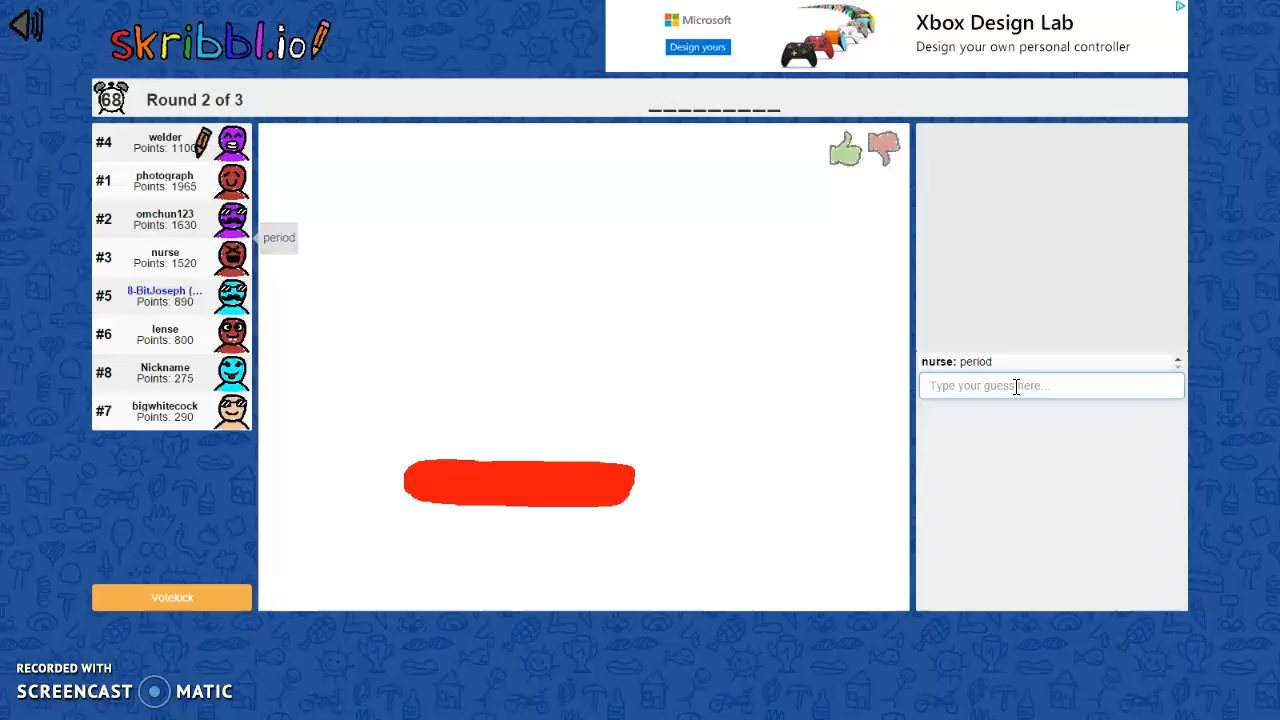 skribbl.io
Microsoft
Design yours
Xbox Design Lab
Design your own personal controller
68
Round 2 of 3
_________
#4 welder
Points: 1100
#1 photograph
Points: 1965
#2 omchun123
Points: 1630
period
#3 nurse
Points: 1520
#5 8-BitJoseph (...
Points: 890
#6 lense
Points: 800
#8 Nickname
Points: 275
#7 bigwhitecock
Points: 290
nurse: period
Type your guess here...
Votekick
RECORDED WITH
SCREENCAST MATIC